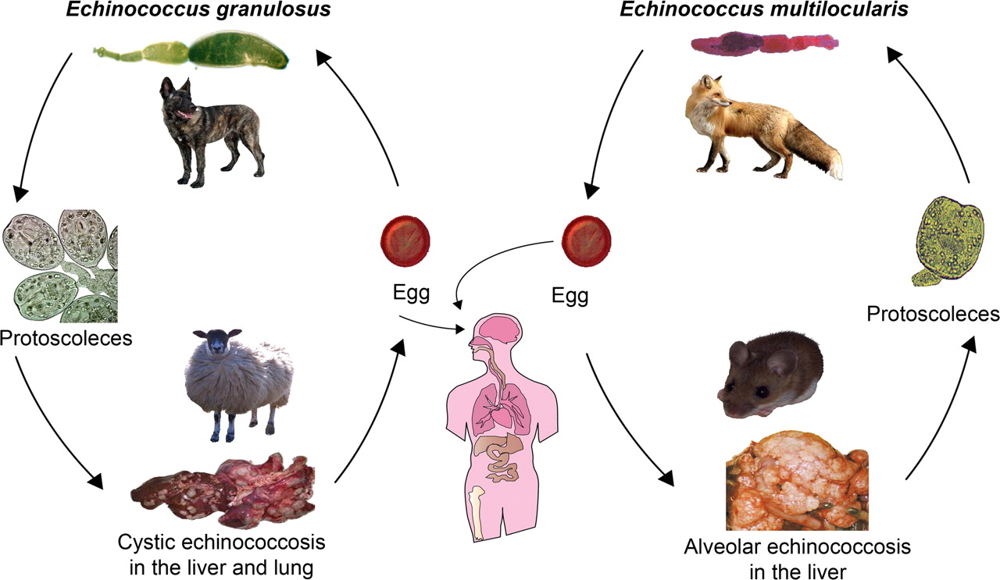 Echinococcus granulosus
Echinococcus multilocularis
Egg
Egg
Protoscoleces
Protoscoleces
Cystic echinococcosis
in the liver and lung
Alveolar echinococcosis
in the liver